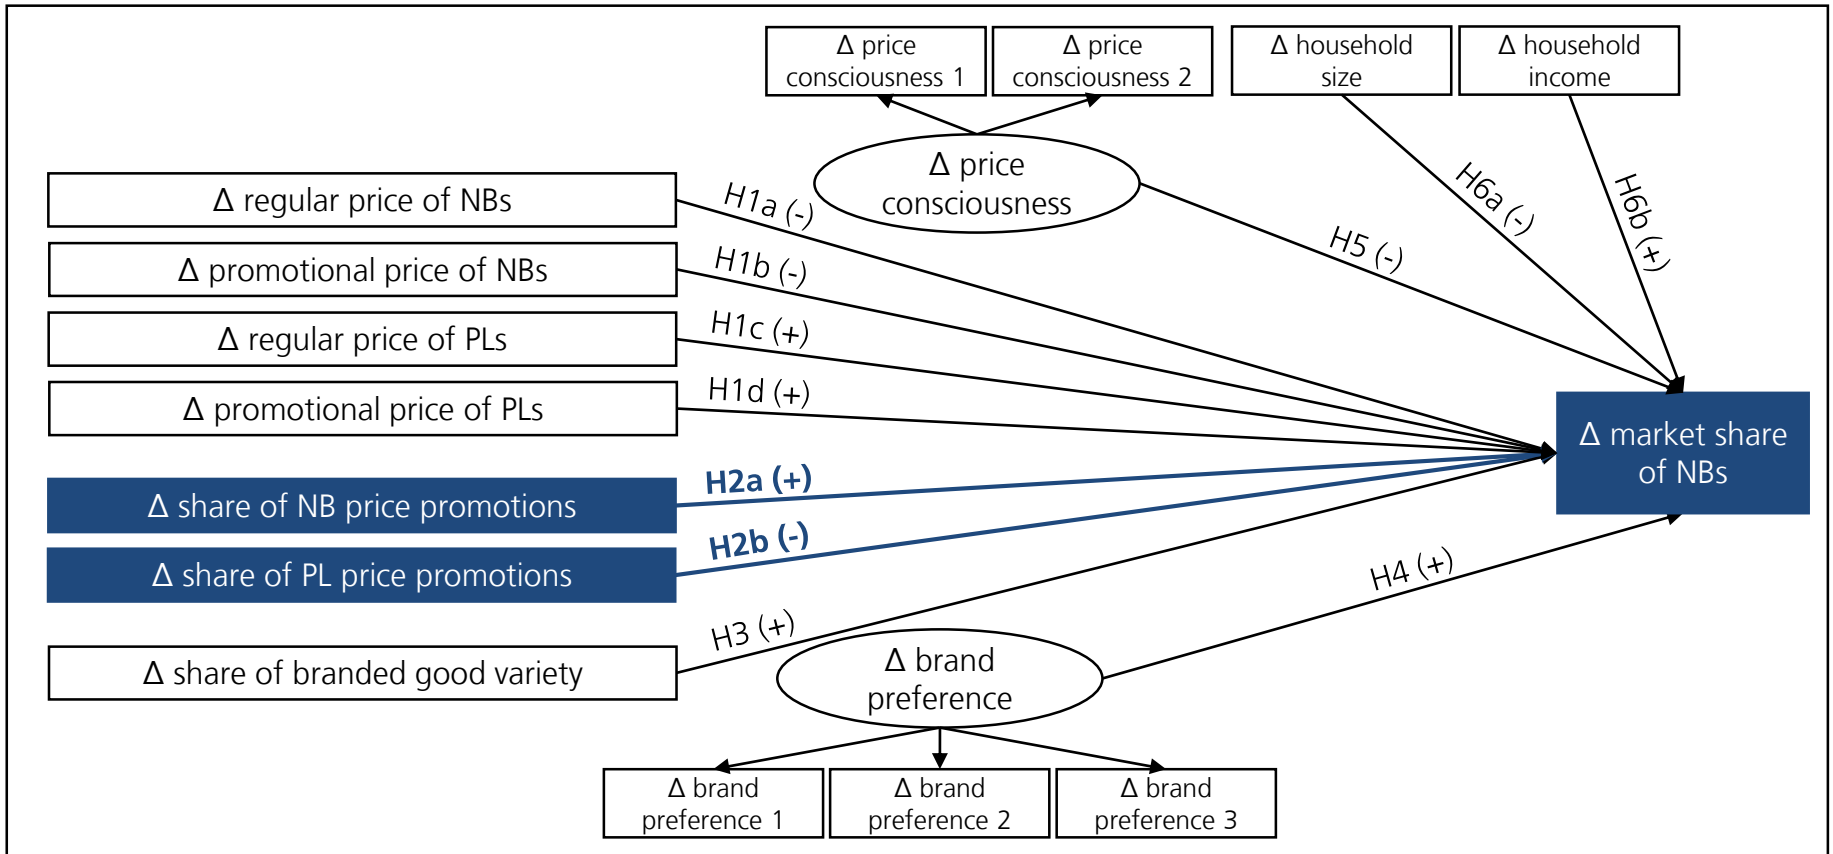 Δ price
consciousness 1
Δ price
consciousness 2
Δ household
size
Δ household
income
Δ price
consciousness
Δ regular price of NBs
Δ promotional price of NBs
Δ regular price of PLs
Δ promotional price of PLs
Δ share of NB price promotions
Δ share of PL price promotions
Δ share of branded good variety
H1a (-)
H1b (-)
H1c (+)
H1d (+)
H2a (+)
H2b (-)
H3 (+)
H5 (-)
H6a (-)
H6b (+)
H4 (+)
Δ market share
of NBs
Δ brand
preference
Δ brand
preference 1
Δ brand
preference 2
Δ brand
preference 3